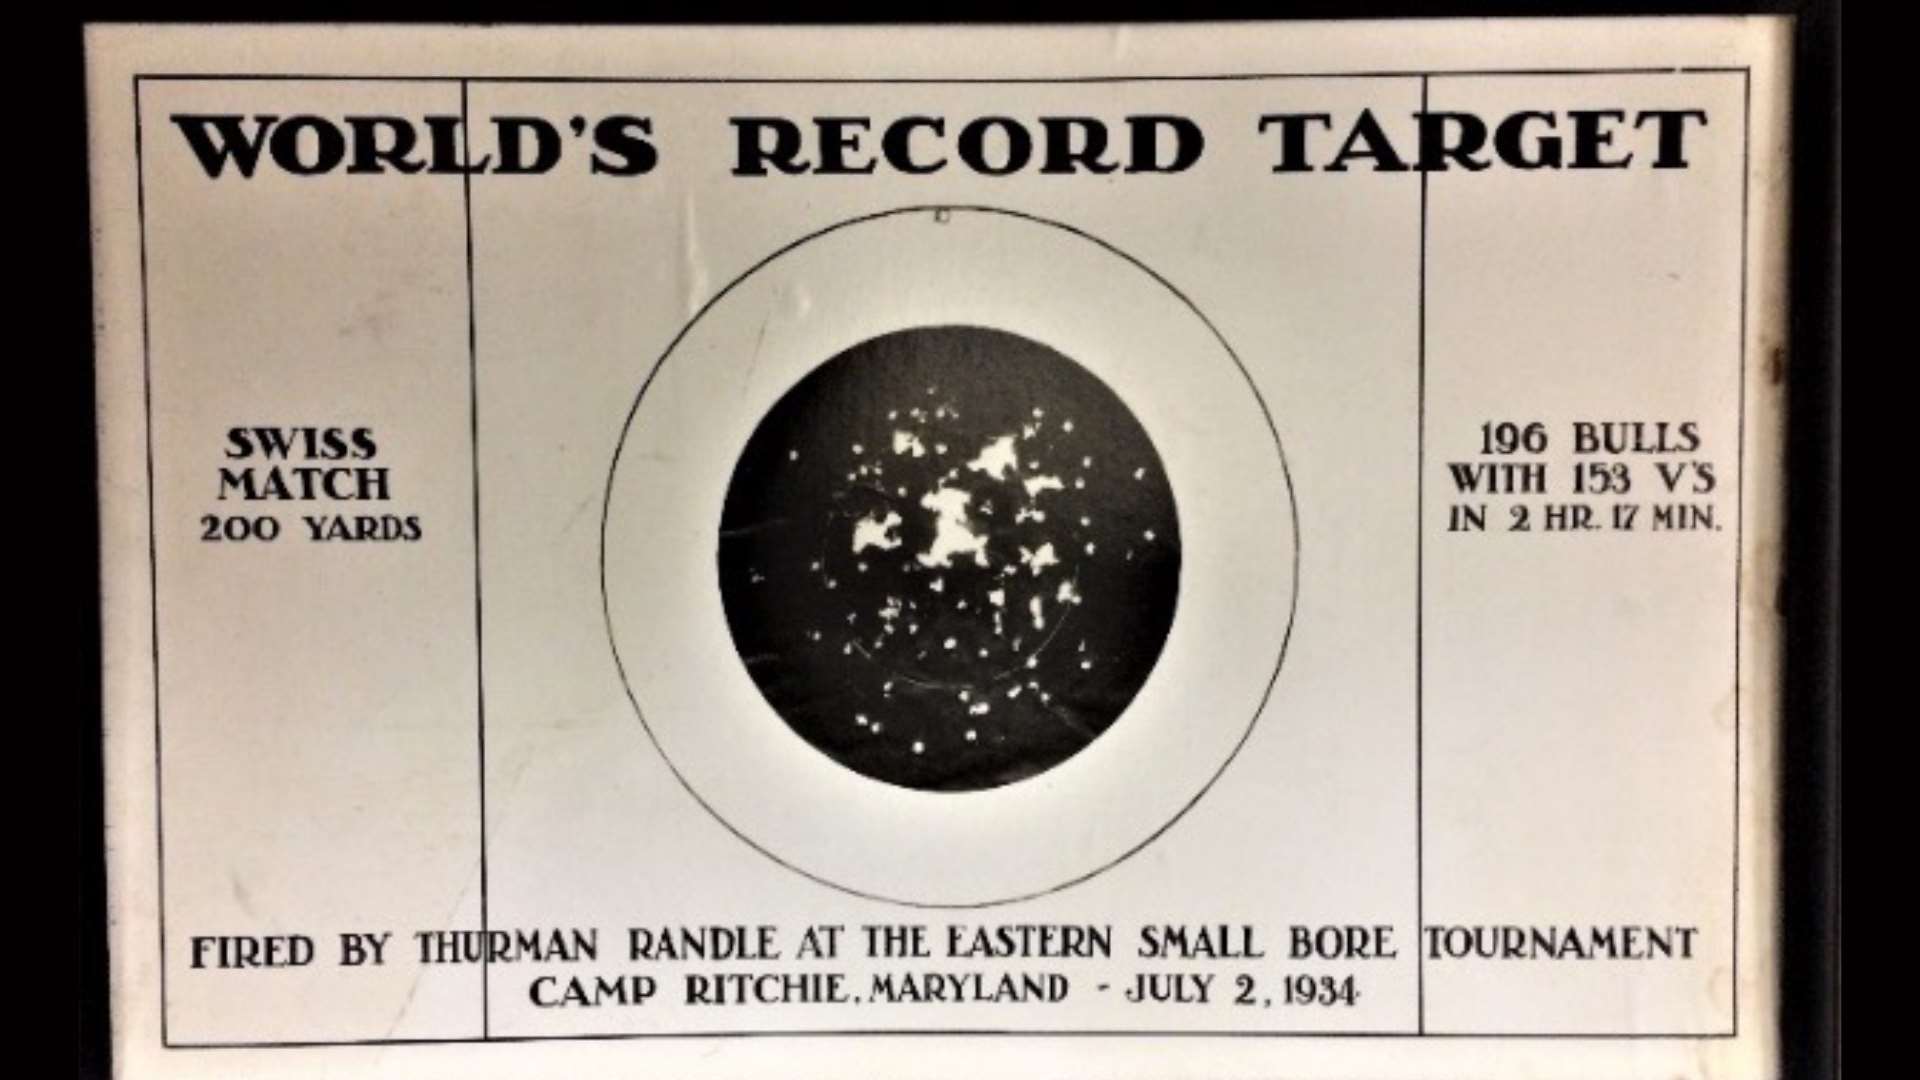 WORLD'S RECORD TARGET
SWISS
MATCH
200 YARDS
196 BULLS
WITH 153 V'S
IN 2 HR. 17 MIN.
FIRED BY THURMAN RANDLE AT THE EASTERN SMALL BORE TOURNAMENT
CAMP RITCHIE, MARYLAND - JULY 2, 1934